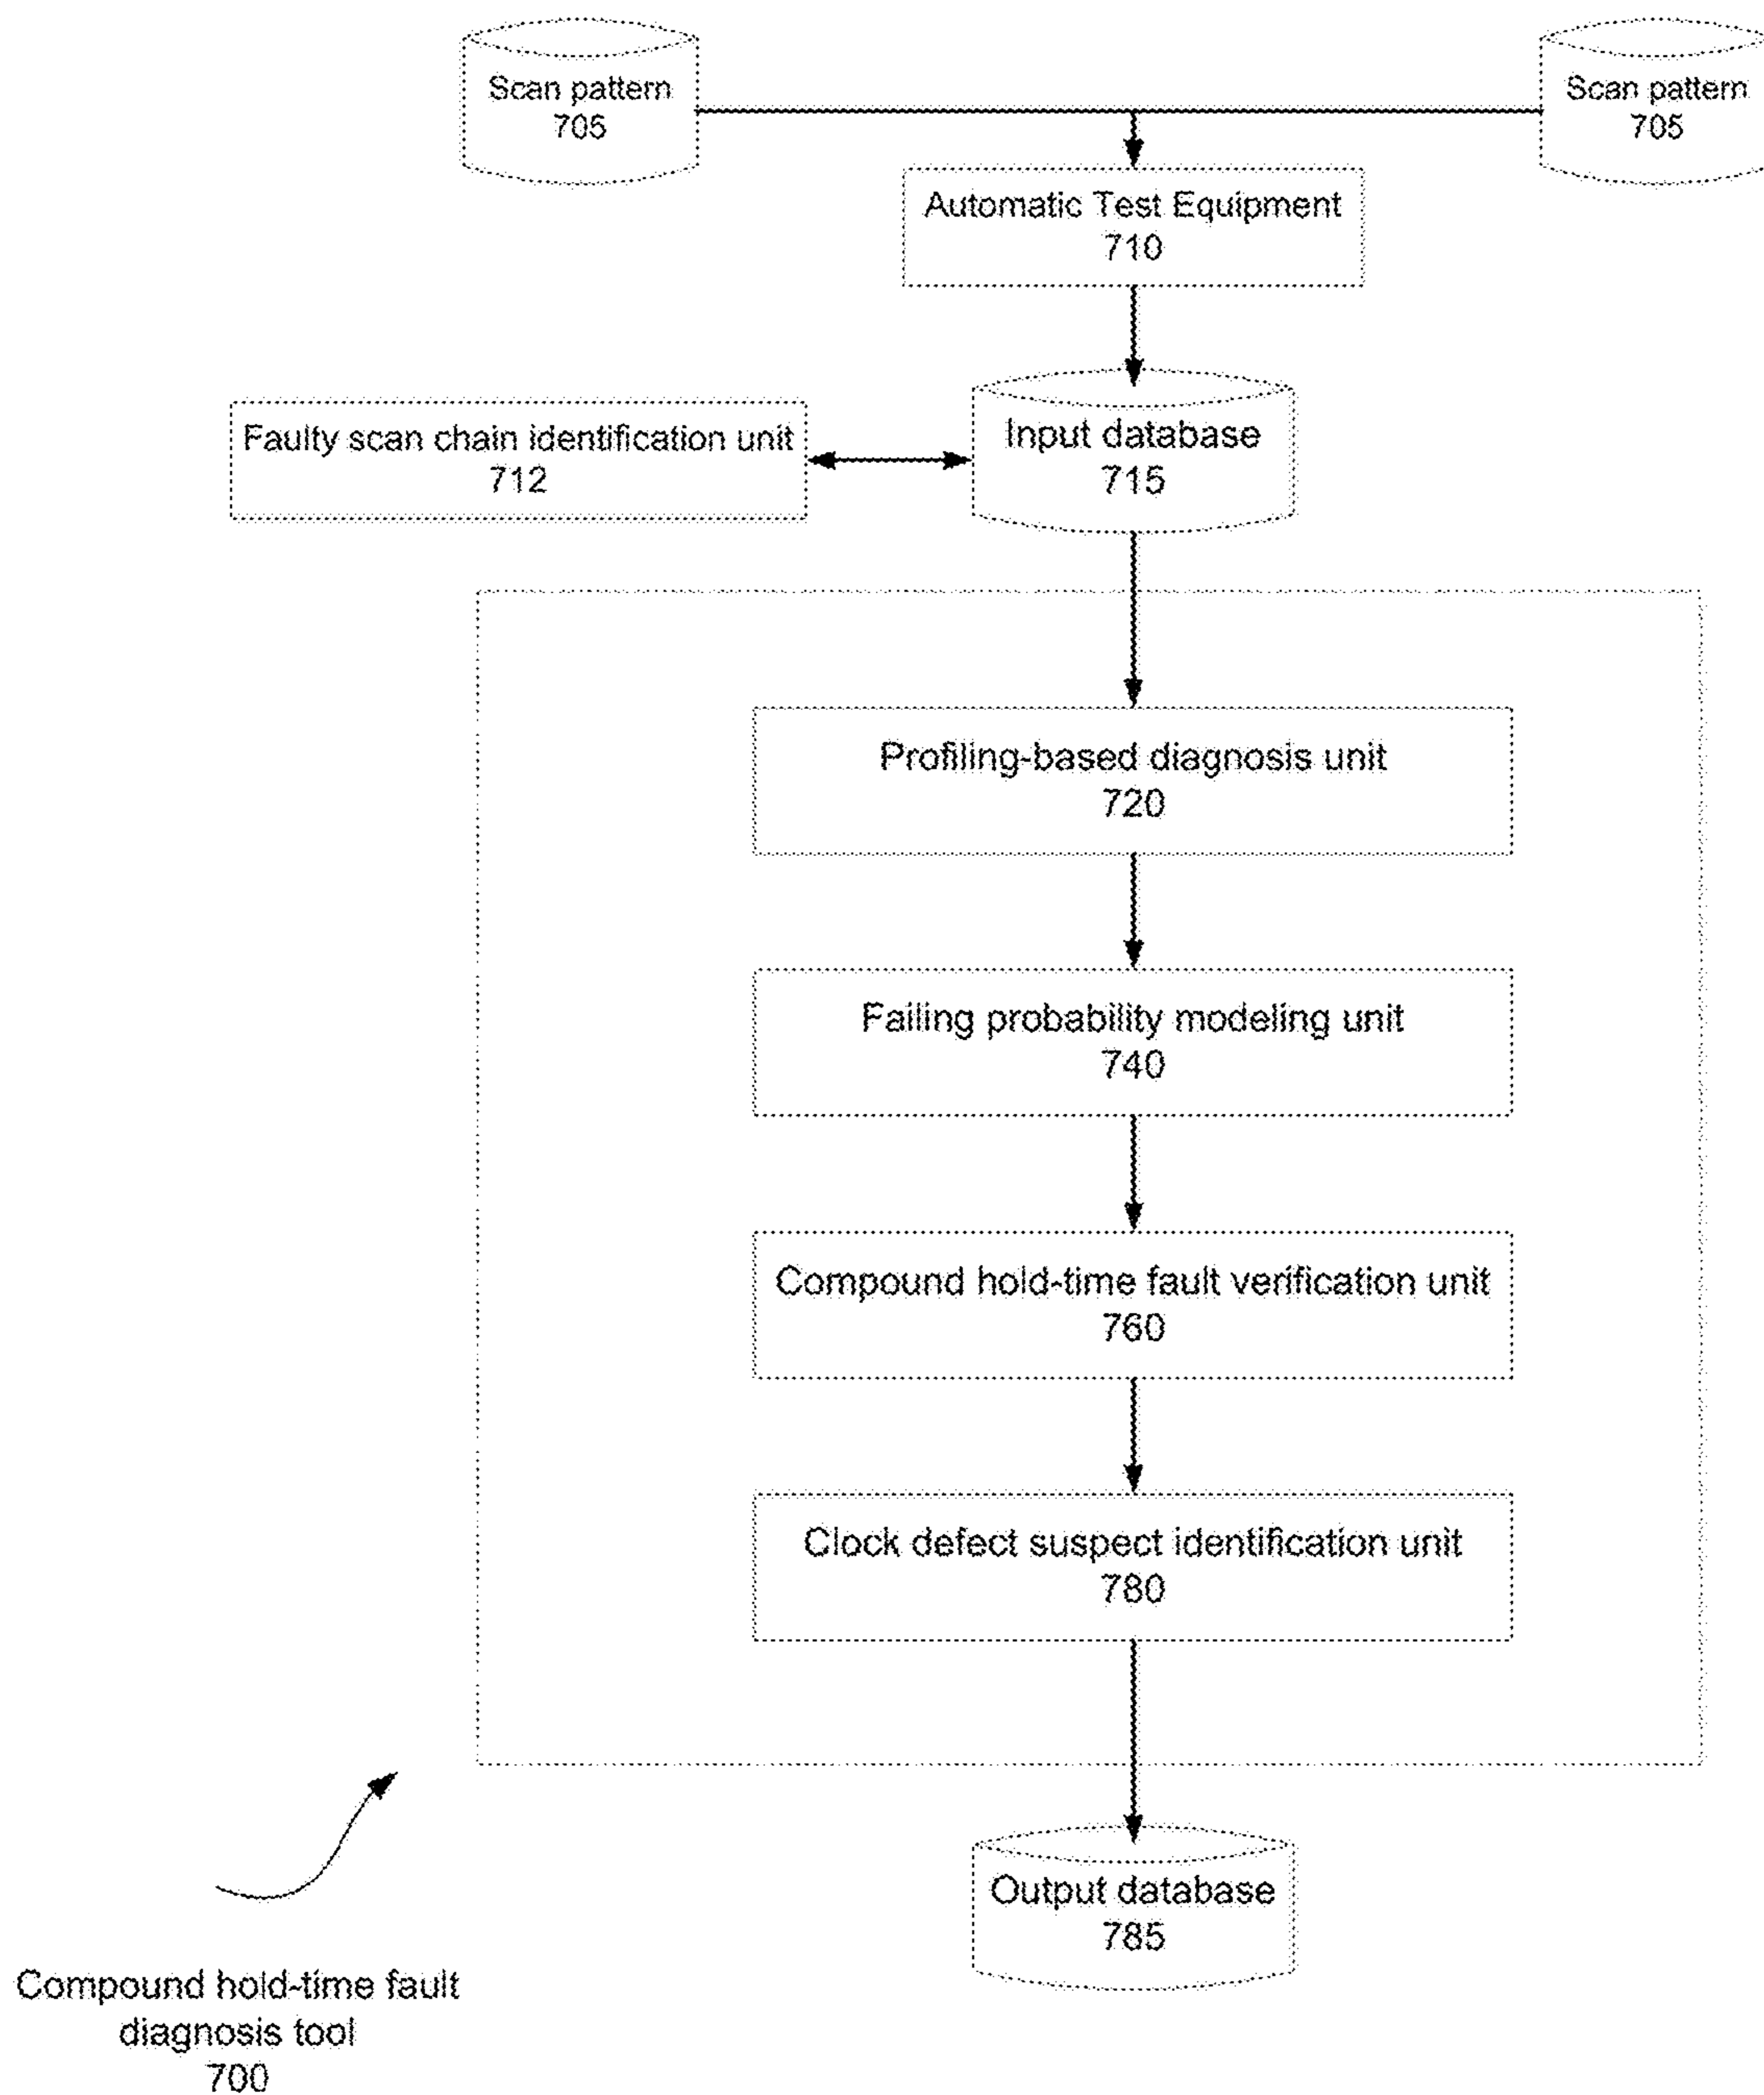 Scan pattern
705
Scan pattern
705
Automatic Test Equipment
710
Faulty scan chain identification unit
712
Input database
715
Profiling-based diagnosis unit
720
Failing probability modeling unit
740
Compound hold-time fault verification unit
760
Clock defect suspect identification unit
780
Output database
785
Compound hold-time fault
diagnosis tool
700